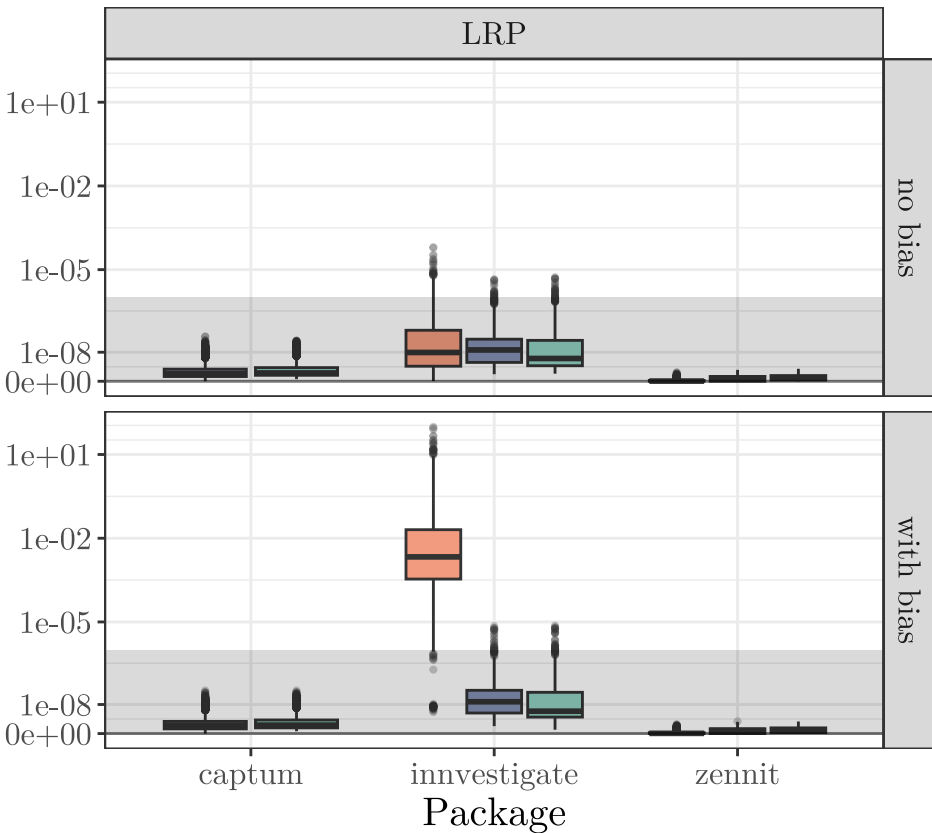 LRP
1e+01
1e-02
1e-05
1e-08
0e+00
no bias
1e+01
1e-02
1e-05
1e-08
0e+00
with bias
captum innvestigate zennit
Package